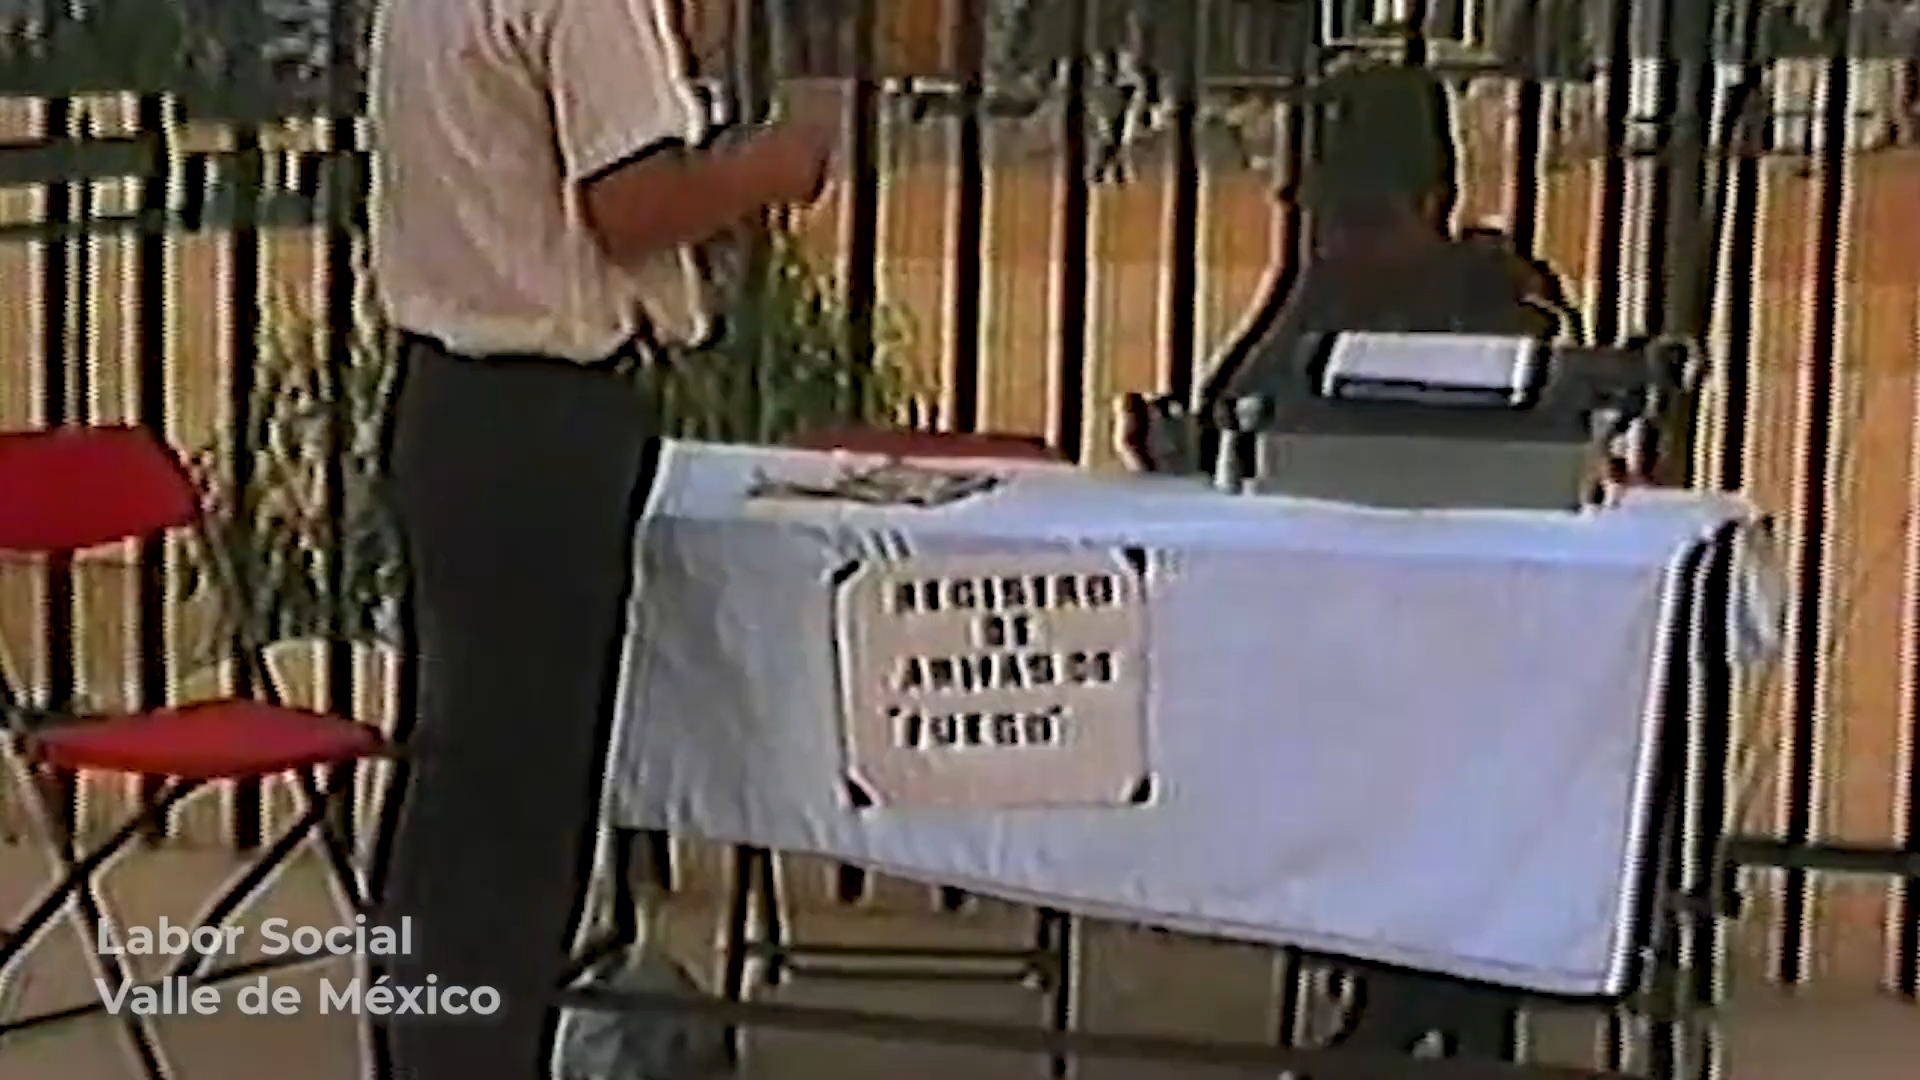 REGISTRO
DE
ARMAS DE
"FUEGO"
Labor Social
Valle de México